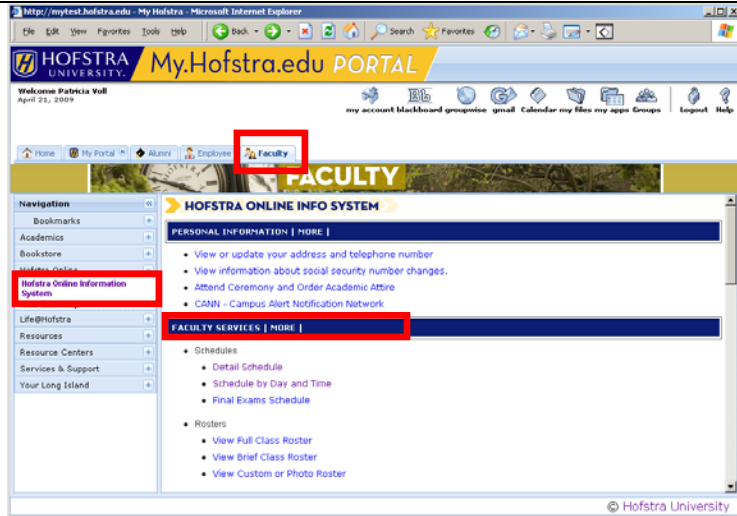 http://mytest.hofstra.edu - My Hofstra - Microsoft Internet Explorer
File Edit View Favorites Tools Help Back Search Favorites
HOFSTRA UNIVERSITY. My.Hofstra.edu PORTAL
Welcome Patricia Voll
April 21, 2009
my account blackboard groupwise gmail Calendar my files my apps Groups Logout Help
Home My Portal Alumni Employee Faculty
FACULTY
Navigation
Bookmarks
Academics
Bookstore
Hofstra Online
Hofstra Online Information
System
Life@Hofstra
Resources
Resource Centers
Services & Support
Your Long Island
HOFSTRA ONLINE INFO SYSTEM
PERSONAL INFORMATION | MORE |
• View or update your address and telephone number
• View information about social security number changes.
• Attend Ceremony and Order Academic Attire
• CANN - Campus Alert Notification Network
FACULTY SERVICES | MORE |
• Schedules
• Detail Schedule
• Schedule by Day and Time
• Final Exams Schedule
• Rosters
• View Full Class Roster
• View Brief Class Roster
• View Custom or Photo Roster
© Hofstra University